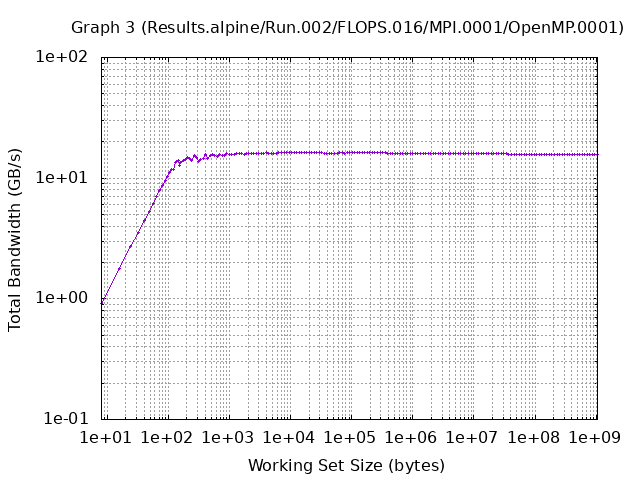 Graph 3 (Results.alpine/Run.002/FLOPS.016/MPI.0001/OpenMP.0001)
1e+02
1e+01
1e+00
1e-01
Total Bandwidth (GB/s)
1e+01 1e+02 1e+03 1e+04 1e+05 1e+06 1e+07 1e+08 1e+09
Working Set Size (bytes)